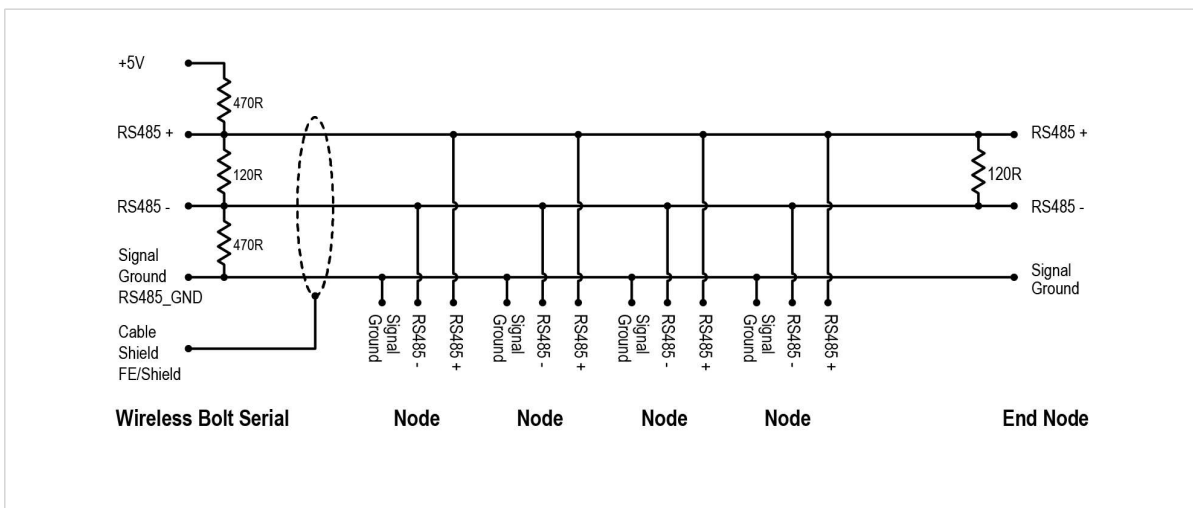 +5V
470R
RS485 +
RS485 +
120R
120R
RS485 -
RS485 -
470R
Signal
Ground
RS485_GND
Signal
Ground
Cable
Shield
FE/Shield
Signal
Ground
RS485 -
RS485 +
Signal
Ground
RS485 -
RS485 +
Signal
Ground
RS485 -
RS485 +
Signal
Ground
RS485 -
RS485 +
Wireless Bolt Serial
Node
Node
Node
Node
End Node